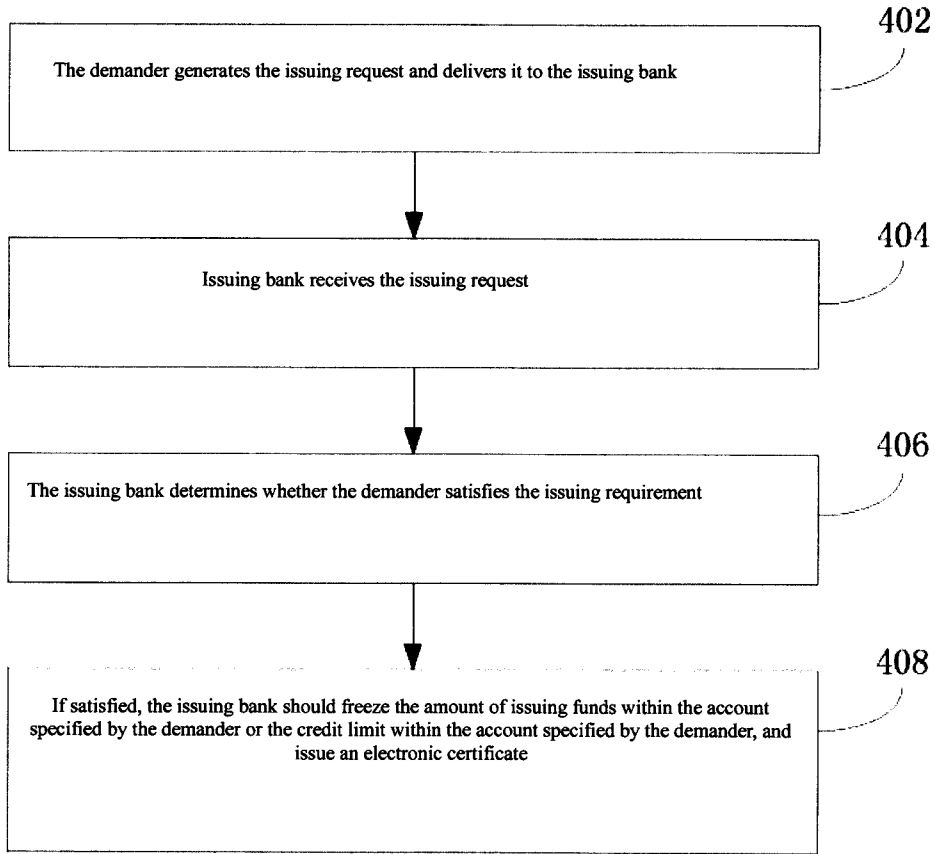 402
The demander generates the issuing request and delivers it to the issuing bank
404
Issuing bank receives the issuing request
406
The issuing bank determines whether the demander satisfies the issuing requirement
408
If satisfied, the issuing bank should freeze the amount of issuing funds within the account
specified by the demander or the credit limit within the account specified by the demander, and
issue an electronic certificate